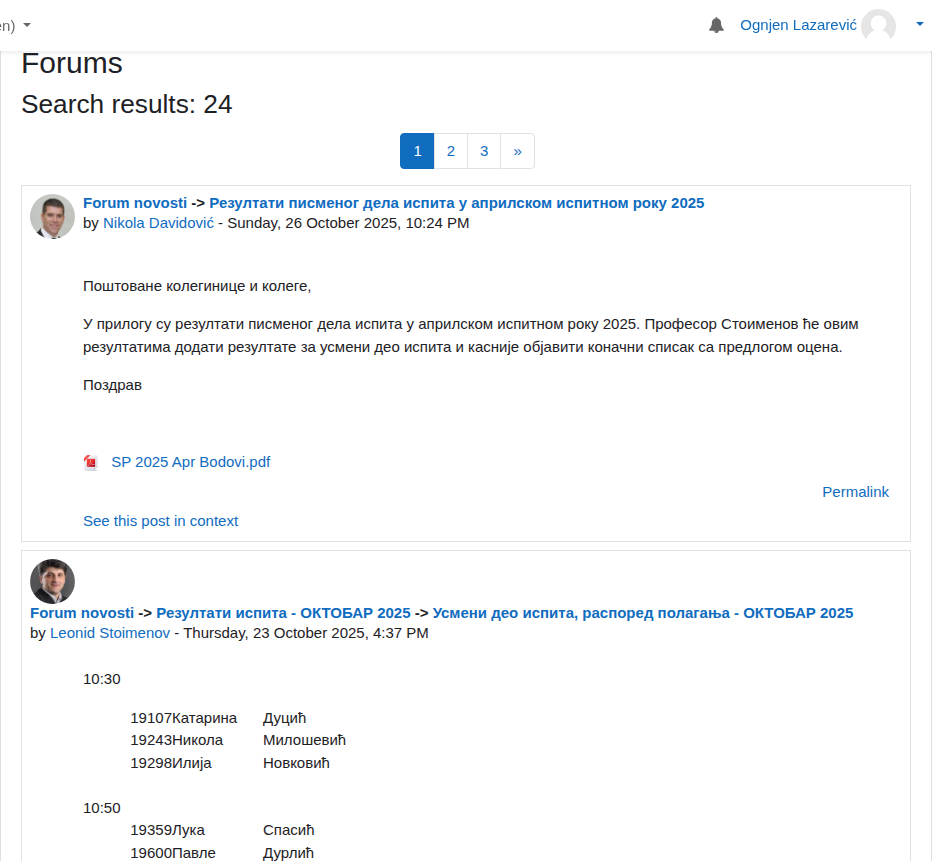 en)
Ognjen Lazarević
Forums
Search results: 24
1 2 3 »
Forum novosti -> Резултати писменог дела испита у априлском испитном року 2025
by Nikola Davidović - Sunday, 26 October 2025, 10:24 PM
Поштоване колегинице и колеге,
У прилогу су резултати писменог дела испита у априлском испитном року 2025. Професор Стоименов ће овим
резултатима додати резултате за усмени део испита и касније објавити коначни списак са предлогом оцена.
Поздрав
SP 2025 Apr Bodovi.pdf
Permalink
See this post in context
Forum novosti -> Резултати испита - ОКТОБАР 2025 -> Усмени део испита, распоред полагања - ОКТОБАР 2025
by Leonid Stoimenov - Thursday, 23 October 2025, 4:37 PM
10:30
19107Катарина Дуцић
19243Никола Милошевић
19298Илија Новковић
10:50
19359Лука Спасић
19600Павле Дурлић